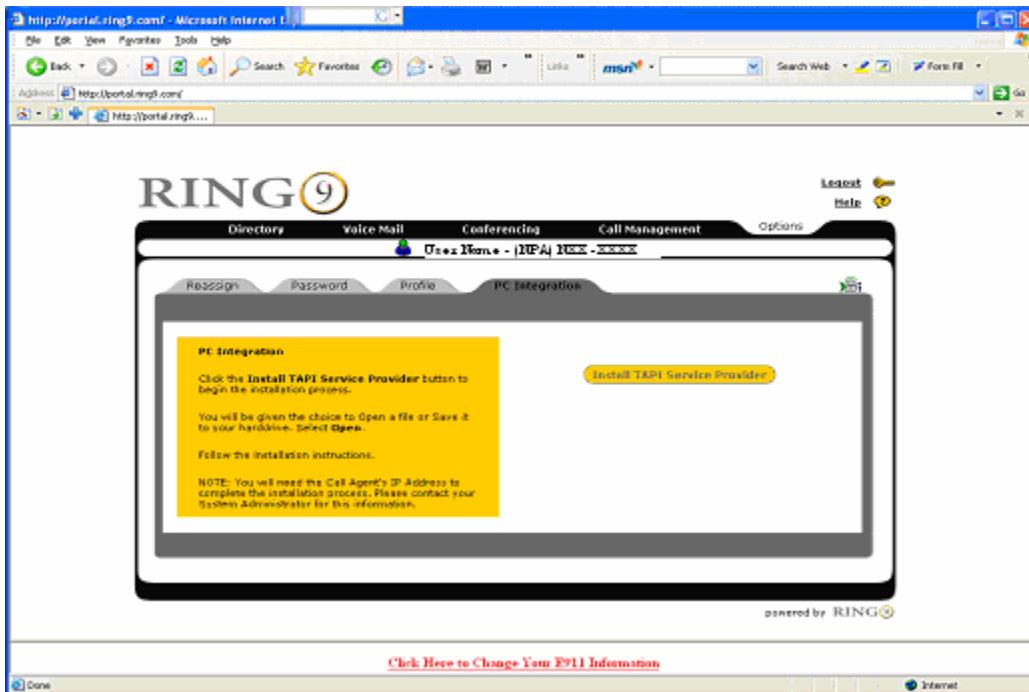 http://portal.ring9.com/ - Microsoft Internet E
File Edit View Favorites Tools Help
Back Search Favorites Links msn Search Web Form Fill
Address http://portal.ring9.com/ Go
http://portal.ring9....
RING 9
Logout
Help
Directory Voice Mail Conferencing Call Management Options
User Name - (NPA) NXX-XXXX
Reassign Password Profile PC Integration
PC Integration
Click the Install TAPI Service Provider button to
begin the installation process.
You will be given the choice to Open a file or Save it
to your harddrive. Select Open.
Follow the Installation instructions.
NOTE: You will need the Call Agent's IP Address to
complete the installation process. Please contact your
System Administrator for this information.
Install TAPI Service Provider
powered by RING 9
Click Here to Change Your E911 Information
Done Internet